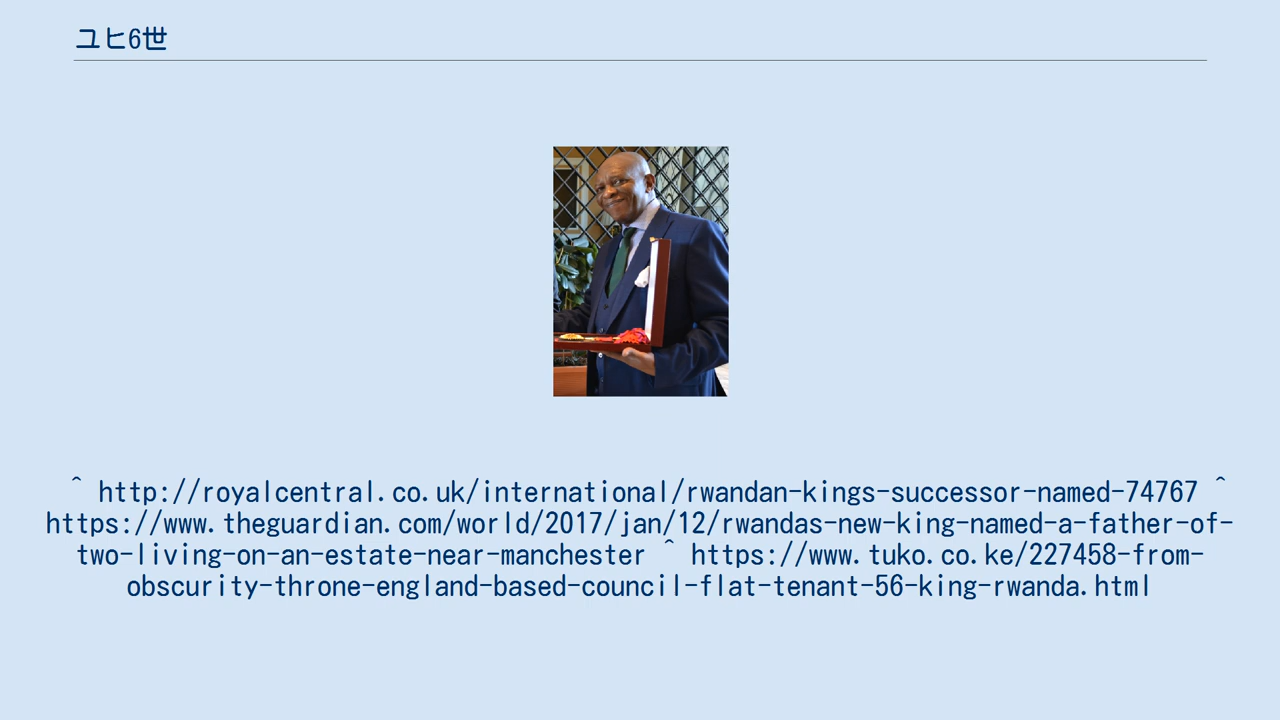 ユヒ6世
^ http://royalcentral.co.uk/international/rwandan-kings-successor-named-74767 ^
https://www.theguardian.com/world/2017/jan/12/rwandas-new-king-named-a-father-of-
two-living-on-an-estate-near-manchester ^ https://www.tuko.co.ke/227458-from-
obscurity-throne-england-based-council-flat-tenant-56-king-rwanda.html